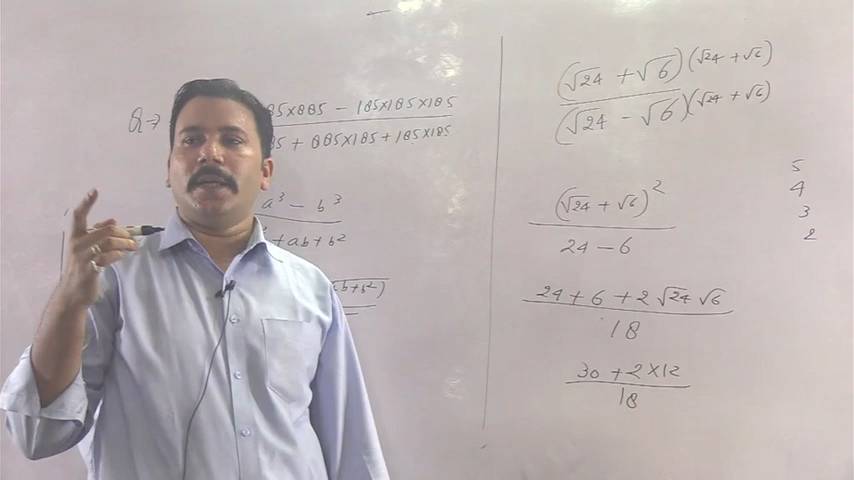 Q → 85×885 - 185×185×185
85 + 885×185 + 185×185
a³ - b³
+ ab + b²
ab + b²)
(√24 + √6) (√24 + √6)
(√24 - √6) (√24 + √6)
(√24 + √6)²
24 - 6
24 + 6 + 2 √24 √6
18
30 + 2 × 12
18
5
4
3
2